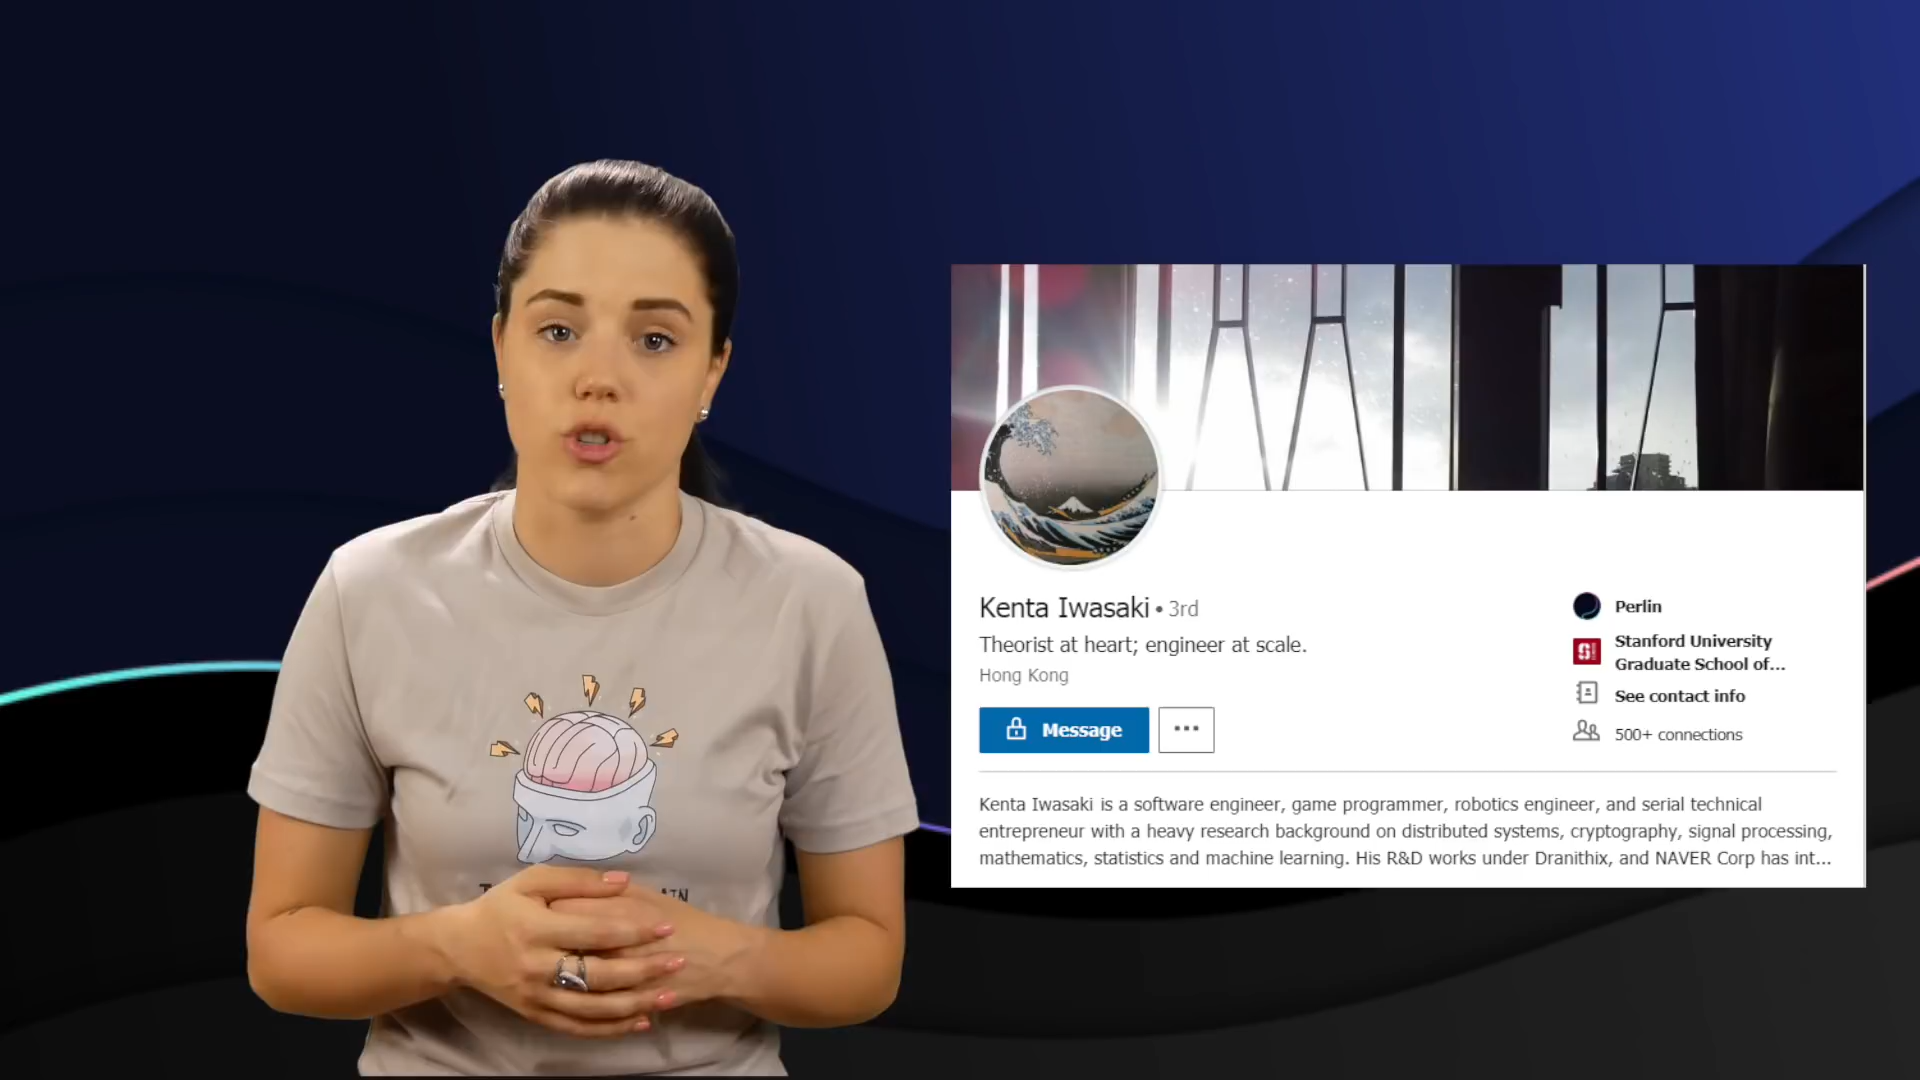 Kenta Iwasaki • 3rd
Theorist at heart; engineer at scale.
Hong Kong
Message
Perlin
Stanford University
Graduate School of...
See contact info
500+ connections
Kenta Iwasaki is a software engineer, game programmer, robotics engineer, and serial technical
entrepreneur with a heavy research background on distributed systems, cryptography, signal processing,
mathematics, statistics and machine learning. His R&D works under Dranithix, and NAVER Corp has int...